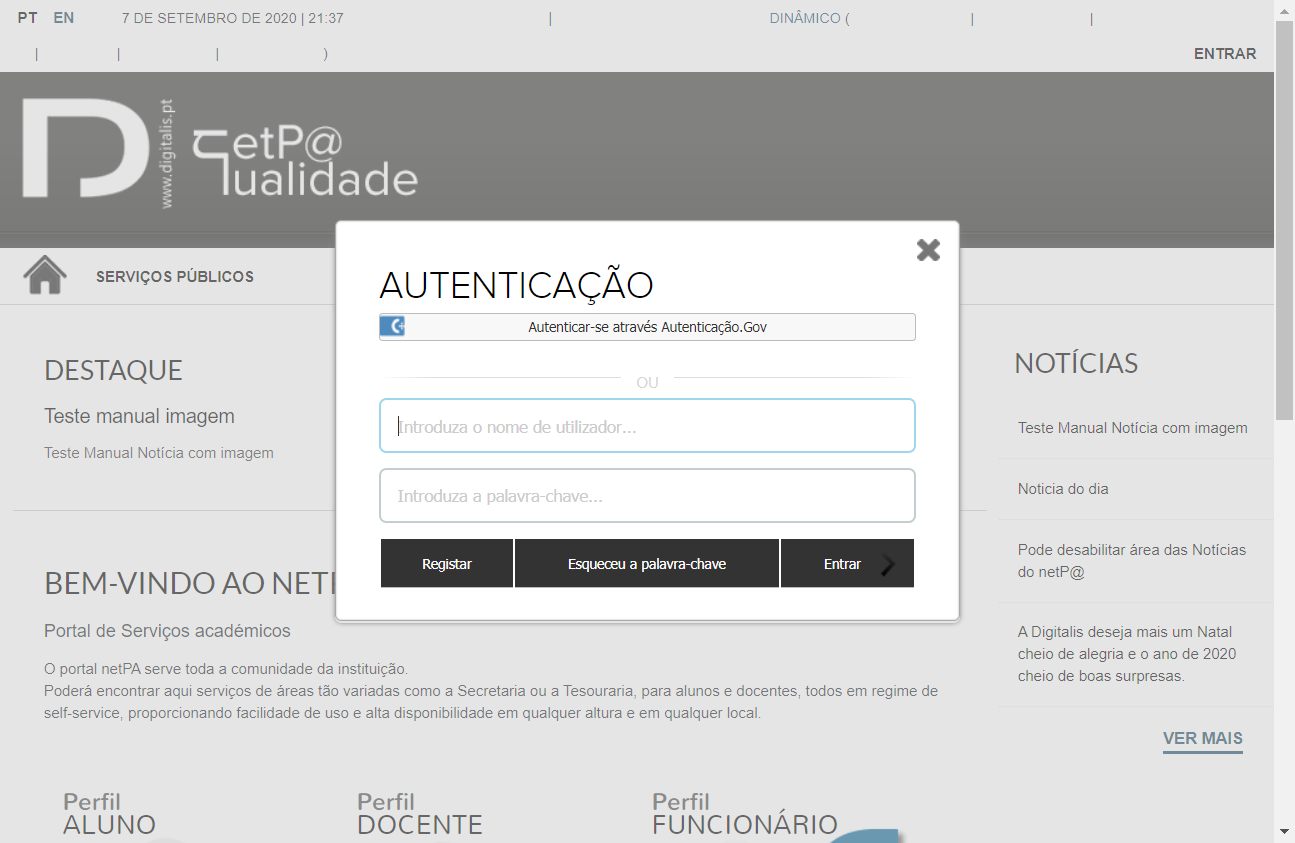 PT EN 7 DE SETEMBRO DE 2020 | 21:37 | DINÂMICO ( | |
| | | ) ENTRAR
www.digitalis.pt
netP@
qualidade
SERVIÇOS PÚBLICOS
AUTENTICAÇÃO
Autenticar-se através Autenticação.Gov
OU
Introduza o nome de utilizador...
Introduza a palavra-chave...
Registar
Esqueceu a palavra-chave
Entrar
DESTAQUE
Teste manual imagem
Teste Manual Notícia com imagem
BEM-VINDO AO NETP
Portal de Serviços académicos
O portal netPA serve toda a comunidade da instituição.
Poderá encontrar aqui serviços de áreas tão variadas como a Secretaria ou a Tesouraria, para alunos e docentes, todos em regime de
self-service, proporcionando facilidade de uso e alta disponibilidade em qualquer altura e em qualquer local.
NOTÍCIAS
Teste Manual Notícia com imagem
Noticia do dia
Pode desabilitar área das Notícias
do netP@
A Digitalis deseja mais um Natal
cheio de alegria e o ano de 2020
cheio de boas surpresas.
VER MAIS
Perfil
ALUNO
Perfil
DOCENTE
Perfil
FUNCIONÁRIO